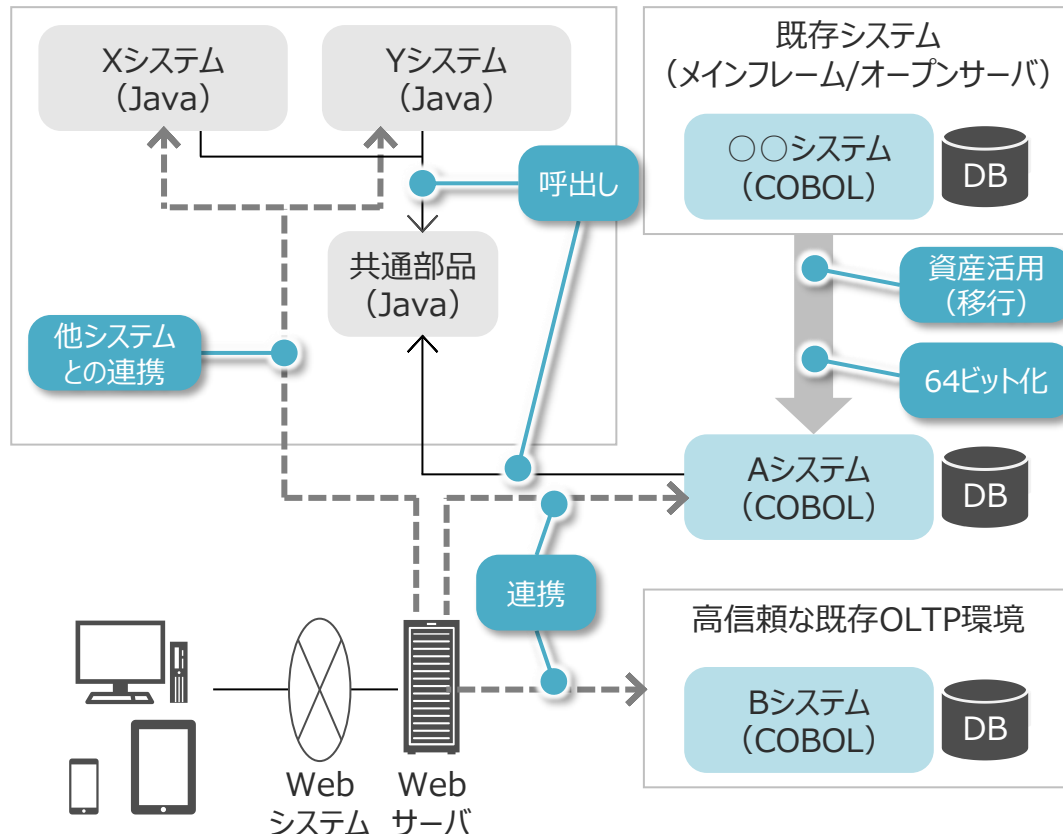 Xシステム
（Java）
Yシステム
（Java）
既存システム
（メインフレーム/オープンサーバ）
○○システム
（COBOL）
DB
呼出し
共通部品
（Java）
資産活用
（移行）
他システム
との連携
64ビット化
Aシステム
（COBOL）
DB
連携
高信頼な既存OLTP環境
Bシステム
（COBOL）
DB
Web
システム
Web
サーバ